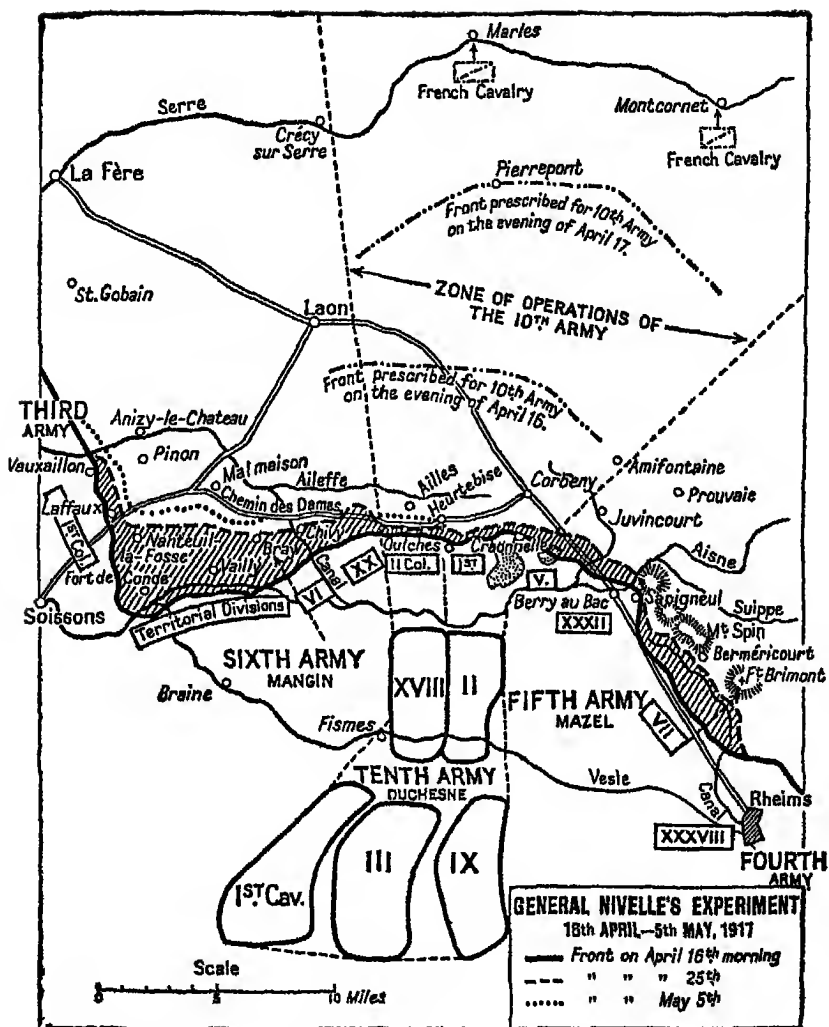 Marles
French Cavalry
Montcornet
French Cavalry
Serre
Crécy
sur Serre
La Fère
Pierrepont
Front prescribed for 10th Army
on the evening of April 17.
St. Gobain
ZONE OF OPERATIONS OF
THE 10TH ARMY
Laon
Front prescribed for 10th Army
on the evening of April 16.
THIRD
ARMY
Anizy-le-Chateau
Pinon
Vauxaillon
Malmaison
Aileffe
Ailles
Heurtebise
Corbeny
Amifontaine
Prouvaie
Juvincourt
Laffaux
Chemin des Dames
1ST Col.
Nanteuil
la-Fosse
Bray
Chivy
Oulches
Craonnelle
Aisne
Fort de
Condé
Vailly
Canal
VI
XX
II Col.
1ST
V.
Berry au Bac
Sapigneul
Suippe
Soissons
Territorial Divisions
XXXII
Mt Spin
Berméricourt
Ft Brimont
SIXTH ARMY
MANGIN
XVIII
II
FIFTH ARMY
MAZEL
VII
Braine
Fismes
TENTH ARMY
DUCHESNE
Vesle
Canal
Rheims
XXXVIII
FOURTH
ARMY
1ST. Cav.
III
IX
GENERAL NIVELLE'S EXPERIMENT
16th APRIL–5th MAY, 1917
Front on April 16th morning
" " " 25th
" " May 5th
Scale
0 5 10 Miles